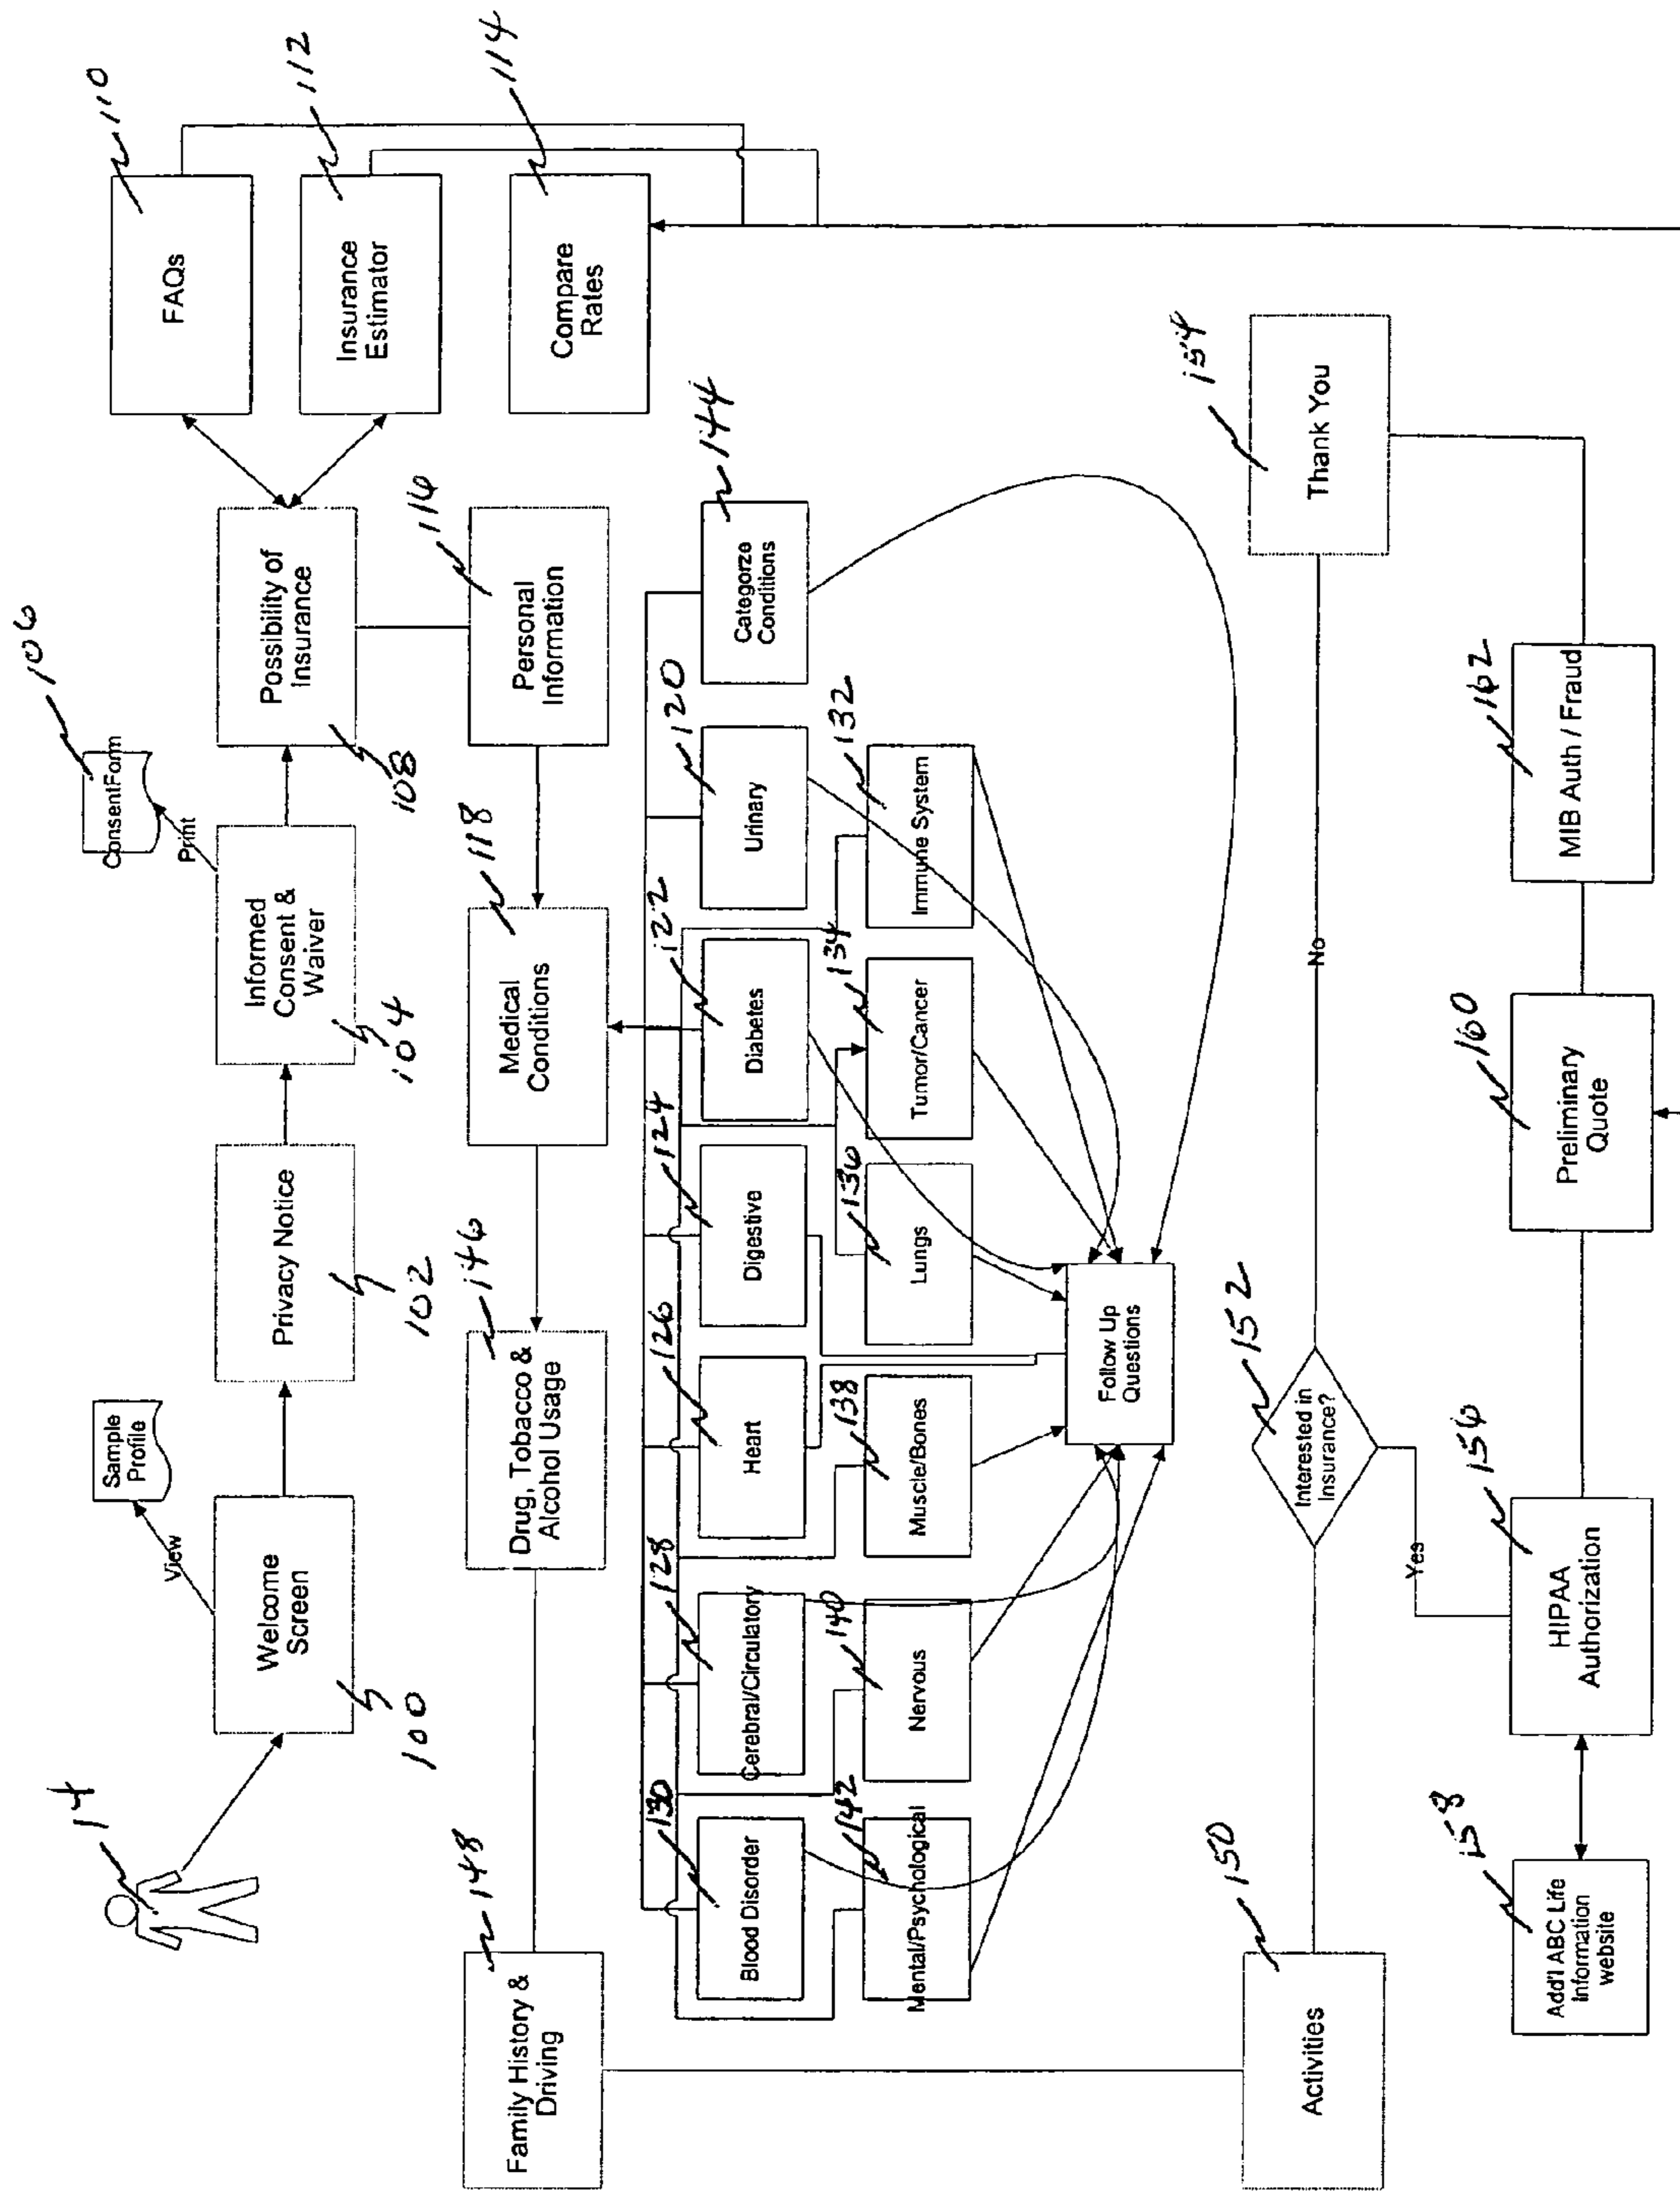 14
View
Sample
Profile
Welcome
Screen
100
Privacy Notice
102
Informed
Consent &
Waiver
104
Print
ConsentForm
106
Possibility of
Insurance
108
FAQs
110
Insurance
Estimator
112
Compare
Rates
114
Personal
Information
116
Medical
Conditions
118
Drug, Tobacco &
Alcohol Usage
146
Family History &
Driving
148
Blood Disorder
130
Cerebral/Circulatory
128
Heart
126
Digestive
124
Diabetes
122
Urinary
120
Categorze
Conditions
144
Mental/Psychological
142
Nervous
140
Muscle/Bones
138
Lungs
136
Tumor/Cancer
134
Immune System
132
Follow Up
Questions
Activities
150
Interested in
Insurance?
152
No
Yes
Thank You
154
Add'l ABC Life
Information
website
158
HIPAA
Authorization
156
Preliminary
Quote
160
MIB Auth / Fraud
162